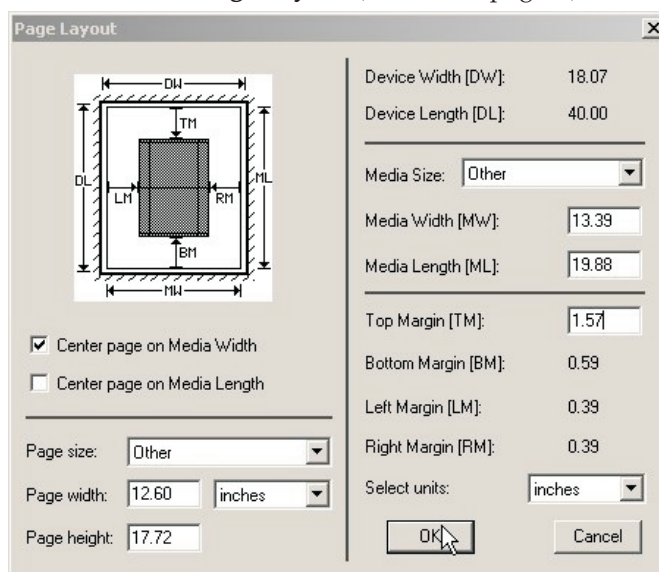 Page Layout
DW
TM
DL
ML
LM
RM
BM
MW
Center page on Media Width
Center page on Media Length
Page size: Other
Page width: 12.60 inches
Page height: 17.72
Device Width [DW]: 18.07
Device Length [DL]: 40.00
Media Size: Other
Media Width [MW]: 13.39
Media Length [ML]: 19.88
Top Margin [TM]: 1.57
Bottom Margin [BM]: 0.59
Left Margin [LM]: 0.39
Right Margin [RM]: 0.39
Select units: inches
OK Cancel